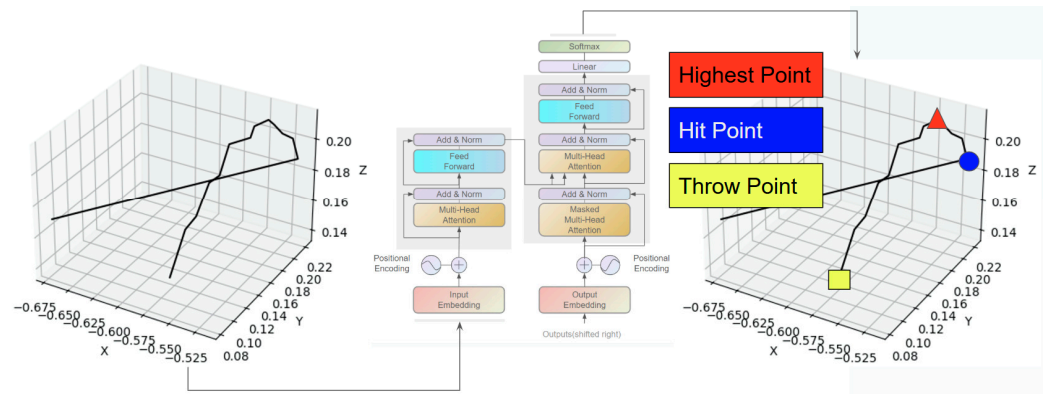 0.20
0.18
0.16
0.14
Z
0.22
0.20
0.18
0.16
0.14
0.12
0.10
0.08
Y
−0.675
−0.650
−0.625
−0.600
−0.575
−0.550
−0.525
X
Softmax
Linear
Add & Norm
Feed
Forward
Add & Norm
Multi-Head
Attention
Add & Norm
Masked
Multi-Head
Attention
Add & Norm
Feed
Forward
Add & Norm
Multi-Head
Attention
Positional
Encoding
Positional
Encoding
Input
Embedding
Output
Embedding
Outputs(shifted right)
Highest Point
Hit Point
Throw Point
0.20
0.18
0.16
0.14
Z
0.22
0.20
0.18
0.16
0.14
0.12
0.10
0.08
Y
−0.675
−0.650
−0.625
−0.600
−0.575
−0.550
−0.525
X